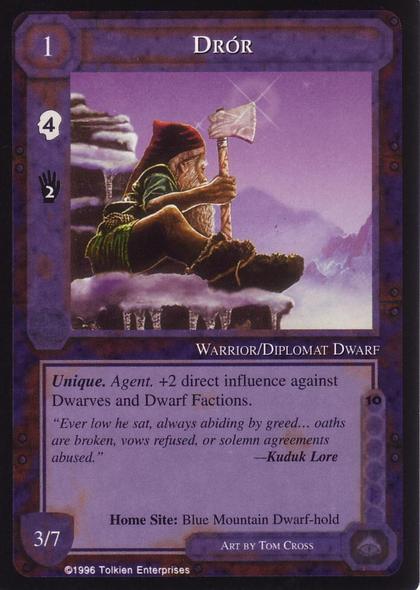 1
DRÓR
4
2
WARRIOR/DIPLOMAT DWARF
Unique. Agent. +2 direct influence against
Dwarves and Dwarf Factions.
10
“Ever low he sat, always abiding by greed… oaths
are broken, vows refused, or solemn agreements
abused.” —Kuduk Lore
Home Site: Blue Mountain Dwarf-hold
3/7
ART BY TOM CROSS
©1996 Tolkien Enterprises